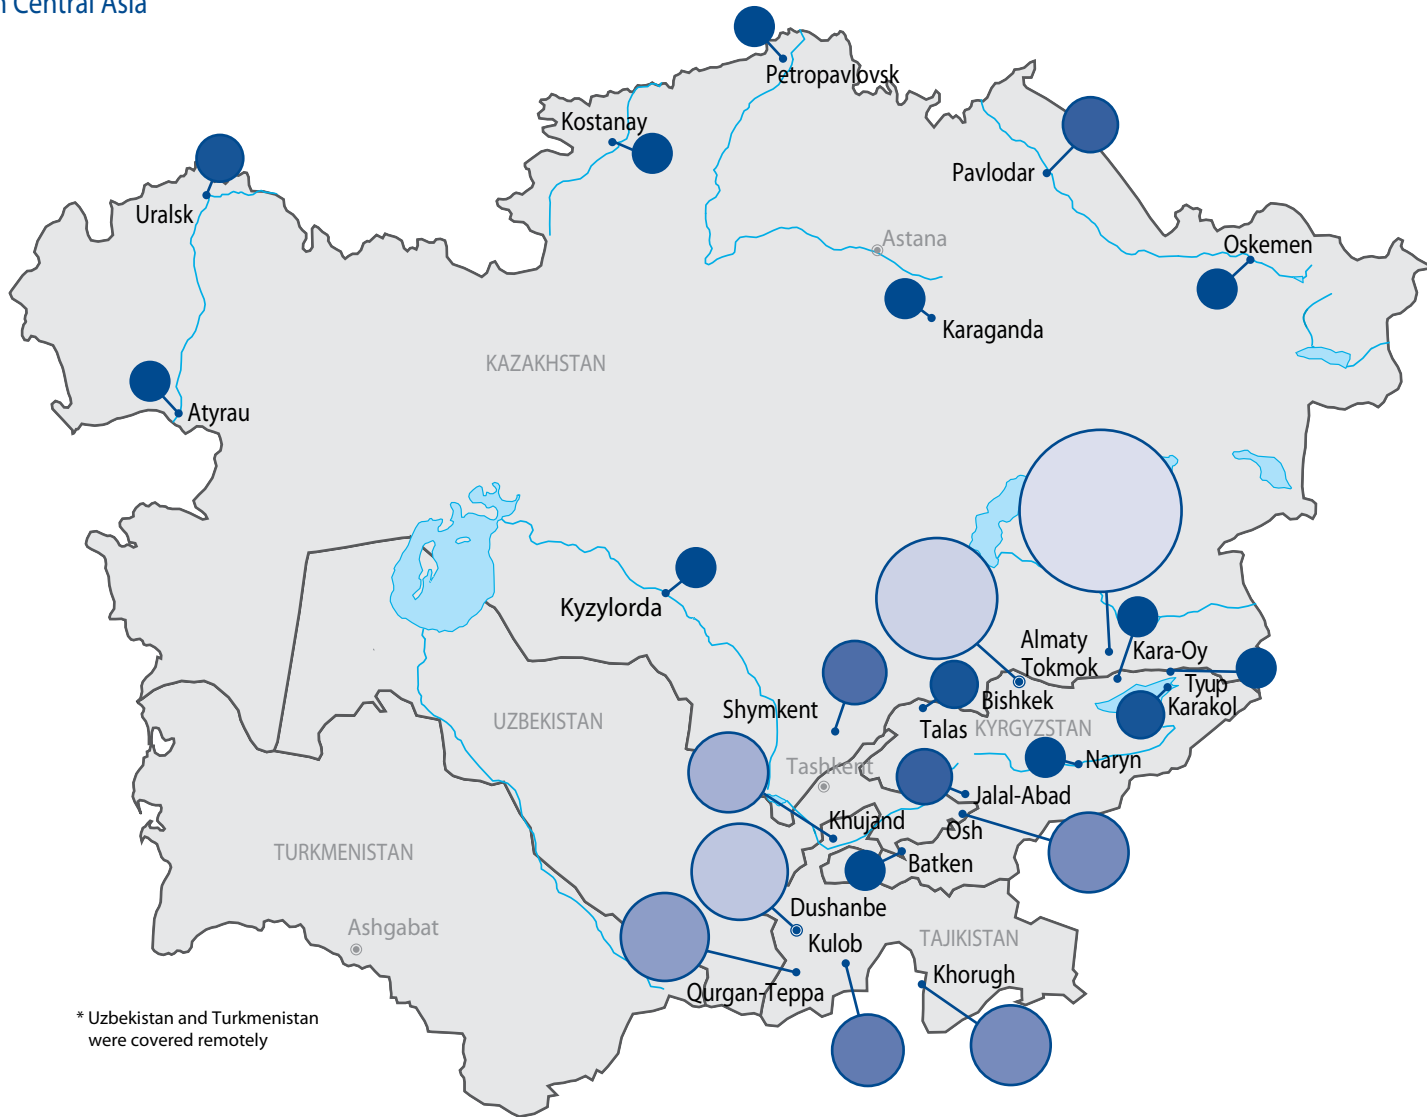 n Central Asia
Petropavlovsk
Kostanay
Pavlodar
Uralsk
Astana
Oskemen
Karaganda
KAZAKHSTAN
Atyrau
Kyzylorda
Almaty
Tokmok
Kara-Oy
Tyup
Karakol
Bishkek
Shymkent
Talas
KYRGYZSTAN
UZBEKISTAN
Naryn
Tashkent
Jalal-Abad
Khujand
Osh
TURKMENISTAN
Batken
Dushanbe
Ashgabat
Kulob
TAJIKISTAN
Khorugh
Qurgan-Teppa
* Uzbekistan and Turkmenistan
were covered remotely